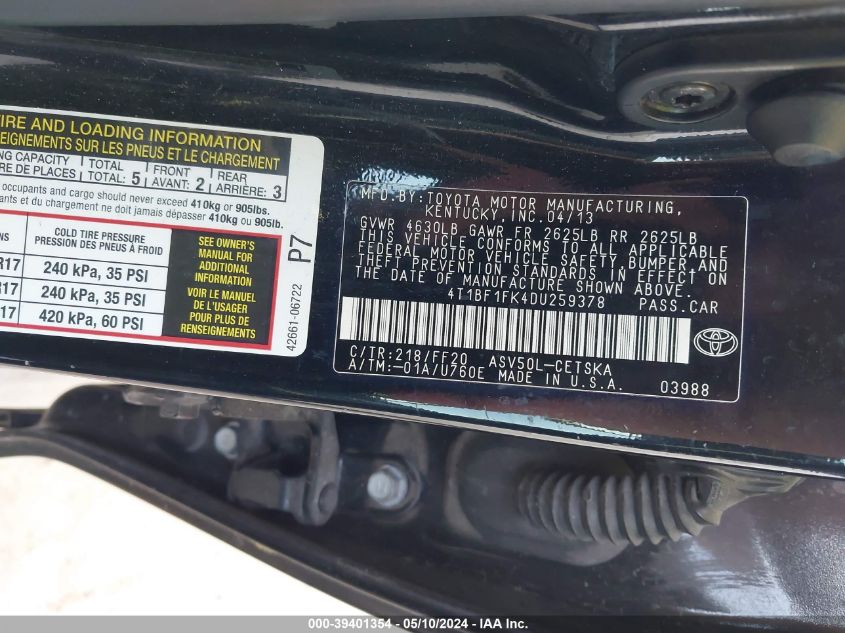 TIRE AND LOADING INFORMATION
RENSEIGNEMENTS SUR LES PNEUS ET LE CHARGEMENT
CAPACITY TOTAL FRONT REAR
DE PLACES TOTAL: 5 AVANT: 2 ARRIÈRE: 3
occupants and cargo should never exceed 410kg or 905lbs.
et du chargement ne doit jamais dépasser 410kg ou 905lb.
COLD TIRE PRESSURE
PRESSION DES PNEUS À FROID
R17 240 kPa, 35 PSI
R17 240 kPa, 35 PSI
17 420 kPa, 60 PSI
SEE OWNER'S
MANUAL FOR
ADDITIONAL
INFORMATION
VOIR LE MANUEL
DE L'USAGER
POUR PLUS DE
RENSEIGNEMENTS
P7
42661-06722
MFD. BY: TOYOTA MOTOR MANUFACTURING,
KENTUCKY, INC. 04/13
GVWR 4630LB GAWR FR 2625LB RR 2625LB
THIS VEHICLE CONFORMS TO ALL APPLICABLE
FEDERAL MOTOR VEHICLE SAFETY, BUMPER, AND
THEFT PREVENTION STANDARDS IN EFFECT ON
THE DATE OF MANUFACTURE SHOWN ABOVE.
4T1BF1FK4DU259378 PASS.CAR
C/TR: 218/FF20 ASV50L-CETSKA
A/TM:-01A/U760E MADE IN U.S.A. 03988
000-39401354 - 05/10/2024 - IAA Inc.